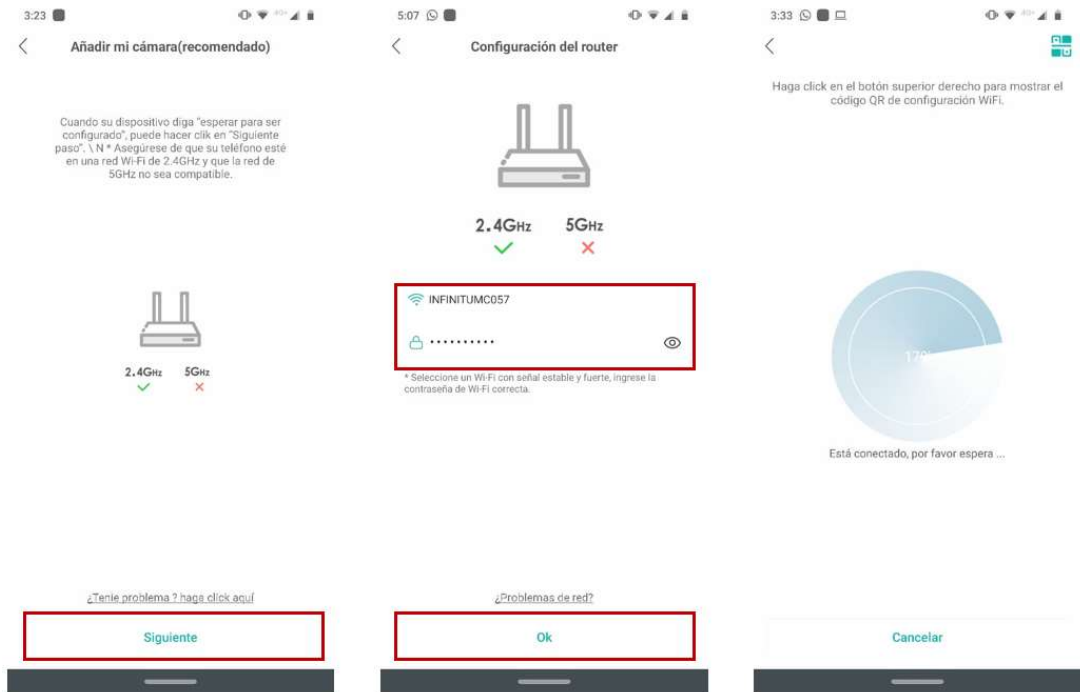 3:23
Añadir mi cámara(recomendado)
Cuando su dispositivo diga "esperar para ser
configurado", puede hacer clik en "Siguiente
paso". \ N * Asegúrese de que su teléfono esté
en una red Wi-Fi de 2.4GHz y que la red de
5GHz no sea compatible.
2.4GHz 5GHz
¿Tenie problema ? haga click aquí
Siguiente
5:07
Configuración del router
2.4GHz 5GHz
INFINITUMC057
* Seleccione un Wi-Fi con señal estable y fuerte, ingrese la
contraseña de Wi-Fi correcta.
¿Problemas de red?
Ok
3:33
Haga click en el botón superior derecho para mostrar el
código QR de configuración WiFi.
17%
Está conectado, por favor espera ...
Cancelar